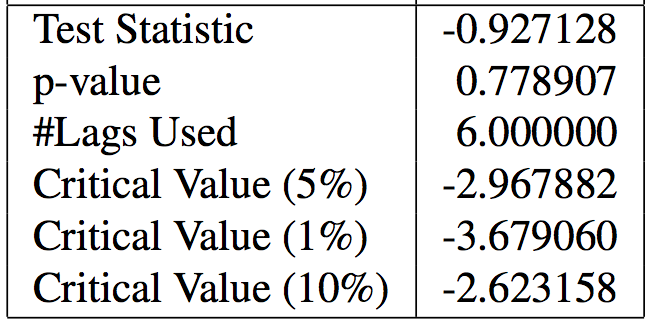 Test Statistic -0.927128
p-value 0.778907
#Lags Used 6.000000
Critical Value (5%) -2.967882
Critical Value (1%) -3.679060
Critical Value (10%) -2.623158